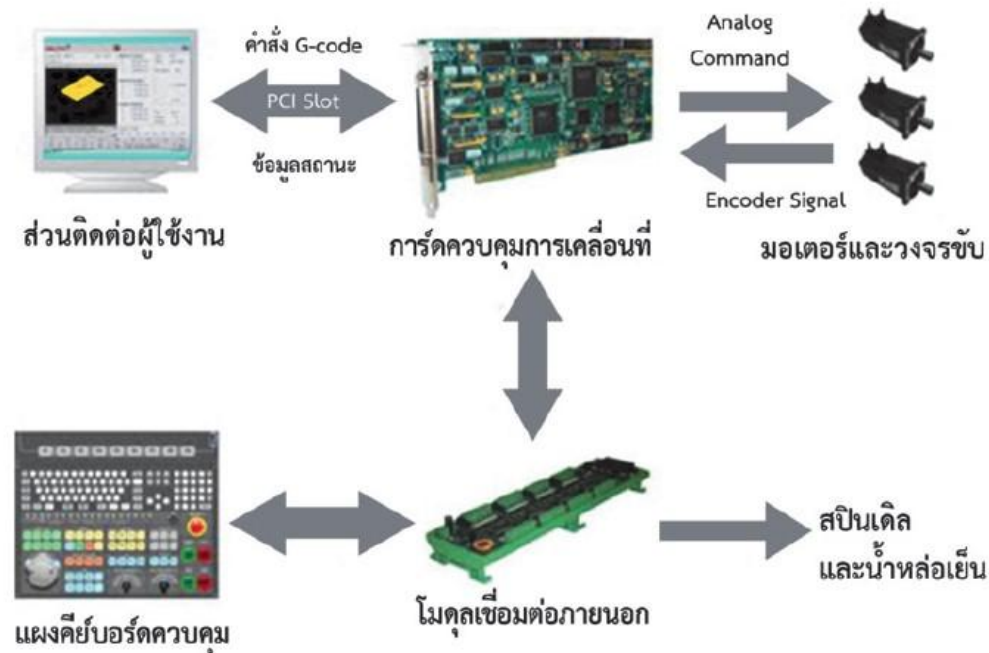 คำสั่ง G-code
PCI Slot
ข้อมูลสถานะ
Analog
Command
Encoder Signal
ส่วนติดต่อผู้ใช้งาน
การ์ดควบคุมการเคลื่อนที่
มอเตอร์และวงจรขับ
สปินเดิล
และน้ำหล่อเย็น
แผงคีย์บอร์ดควบคุม
โมดุลเชื่อมต่อภายนอก